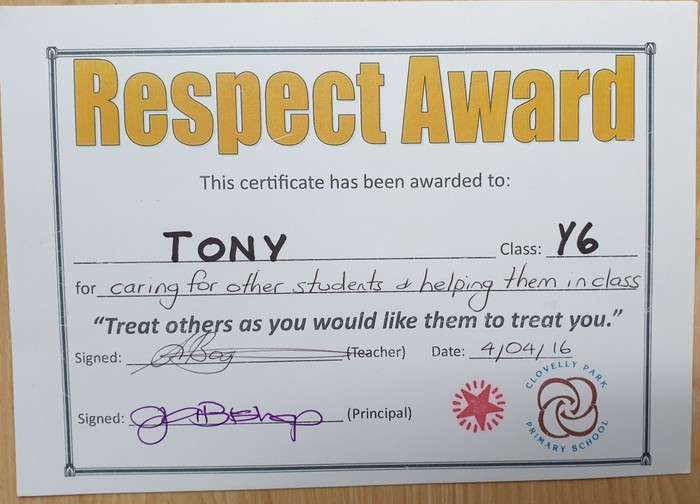 Respect Award
This certificate has been awarded to:
TONY Class: Y6
for caring for other students & helping them in class
“Treat others as you would like them to treat you.”
Signed: (Teacher) Date: 4/04/16
Signed: (Principal)
CLOVELLY PARK
PRIMARY SCHOOL